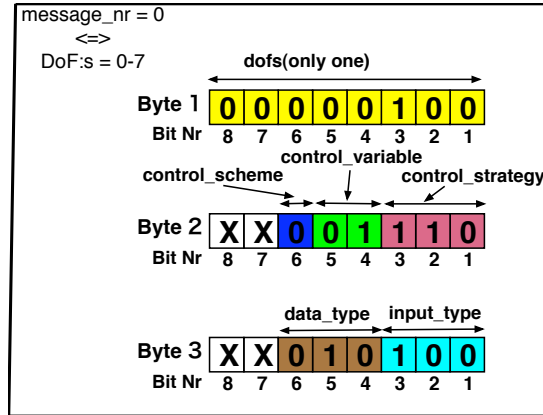 message_nr = 0
<=>
DoF:s = 0-7
dofs(only one)
Byte 1 0 0 0 0 0 1 0 0
Bit Nr 8 7 6 5 4 3 2 1
control_variable
control_scheme control_strategy
Byte 2 X X 0 0 1 1 1 0
Bit Nr 8 7 6 5 4 3 2 1
data_type input_type
Byte 3 X X 0 1 0 1 0 0
Bit Nr 8 7 6 5 4 3 2 1